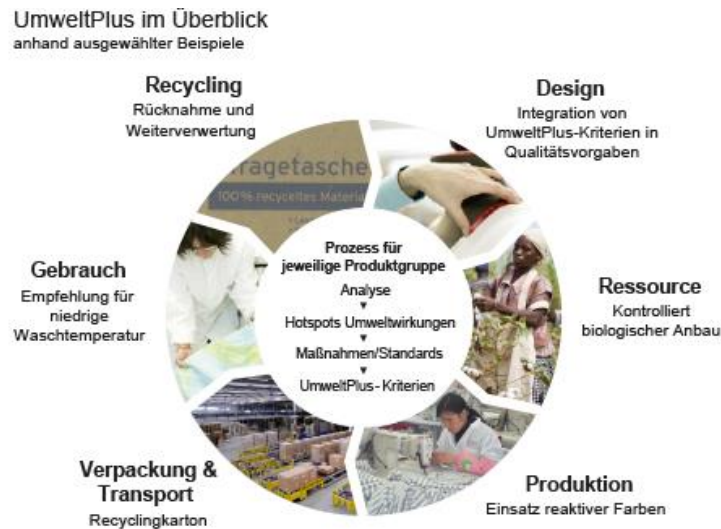 UmweltPlus im Überblick
anhand ausgewählter Beispiele
Recycling
Rücknahme und
Weiterverwertung
Design
Integration von
UmweltPlus-Kriterien in
Qualitätsvorgaben
ragetasche
100% recyceltes Material
Prozess für
jeweilige Produktgruppe
Analyse
Hotspots Umweltwirkungen
Maßnahmen/Standards
UmweltPlus-Kriterien
Gebrauch
Empfehlung für
niedrige
Waschtemperatur
Ressource
Kontrolliert
biologischer Anbau
Verpackung &
Transport
Recyclingkarton
Produktion
Einsatz reaktiver Farben